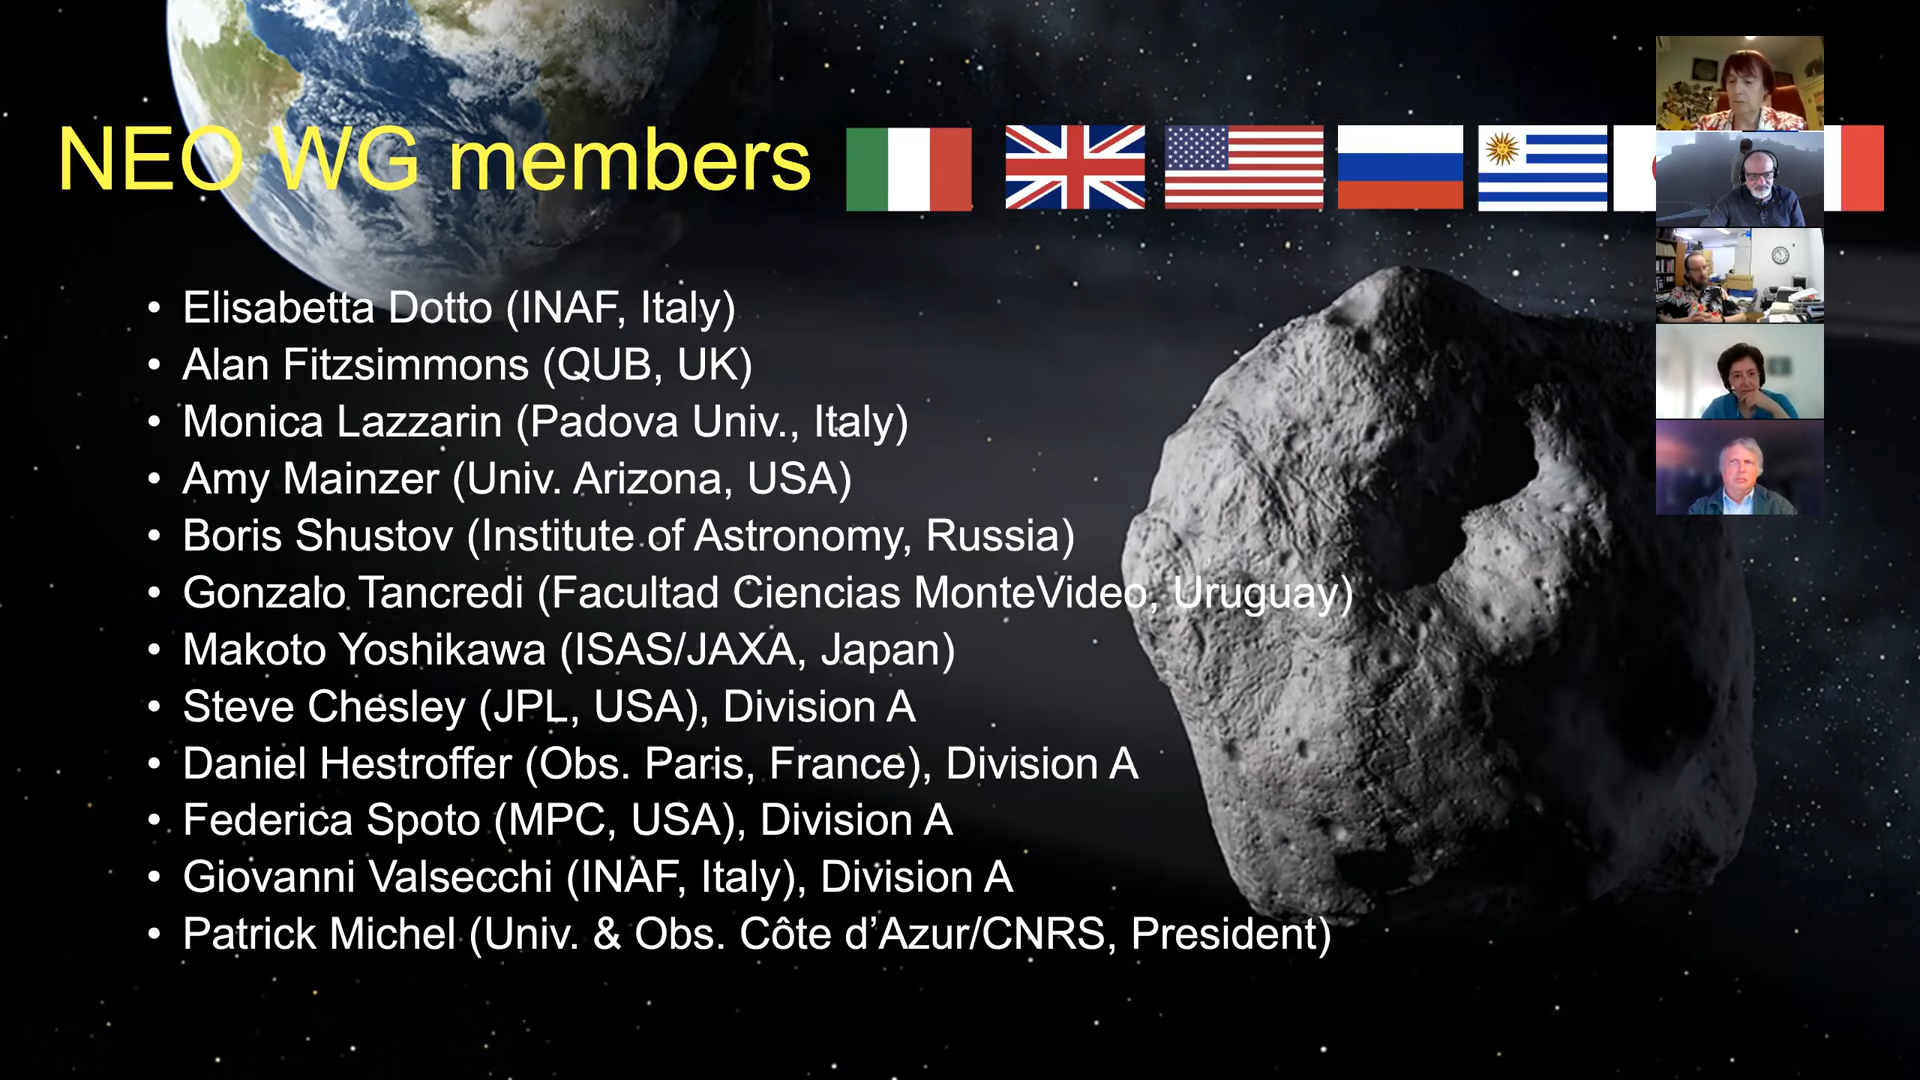 NEO WG members
• Elisabetta Dotto (INAF, Italy)
• Alan Fitzsimmons (QUB, UK)
• Monica Lazzarin (Padova Univ., Italy)
• Amy Mainzer (Univ. Arizona, USA)
• Boris Shustov (Institute of Astronomy, Russia)
• Gonzalo Tancredi (Facultad Ciencias MonteVideo, Uruguay)
• Makoto Yoshikawa (ISAS/JAXA, Japan)
• Steve Chesley (JPL, USA), Division A
• Daniel Hestroffer (Obs. Paris, France), Division A
• Federica Spoto (MPC, USA), Division A
• Giovanni Valsecchi (INAF, Italy), Division A
• Patrick Michel (Univ. & Obs. Côte d’Azur/CNRS, President)